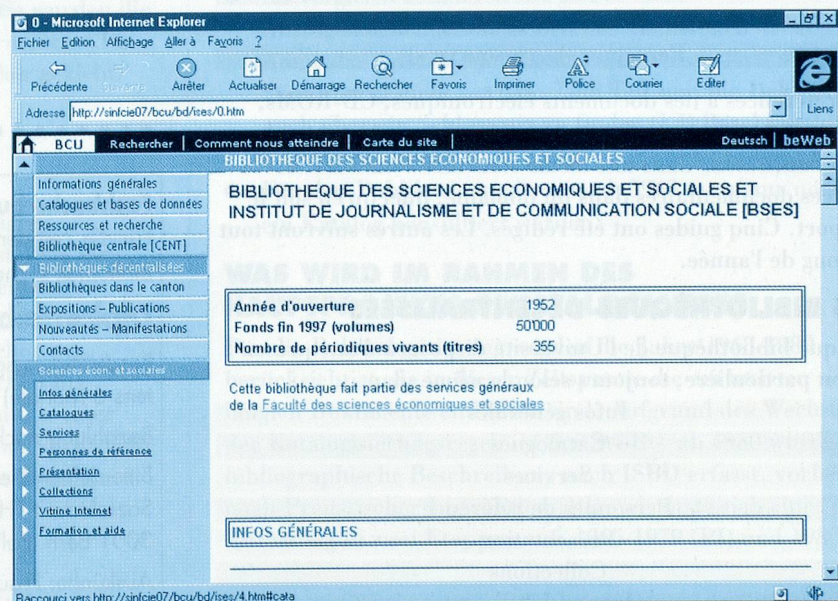 0 - Microsoft Internet Explorer
Fichier Edition Affichage Aller à Favoris ?
Précédente Suivante Arrêter Actualiser Démarrage Rechercher Favoris Imprimer Police Courrier Editer
Adresse http://sinfcie07/bcu/bd/ises/0.htm Liens
BCU Rechercher Comment nous atteindre Carte du site Deutsch beWeb
BIBLIOTHEQUE DES SCIENCES ÉCONOMIQUES ET SOCIALES
Informations générales
Catalogues et bases de données
Ressources et recherche
Bibliothèque centrale [CENT]
Bibliothèques décentralisées
Bibliothèques dans le canton
Expositions – Publications
Nouveautés – Manifestations
Contacts
Sciences écon. et sociales
Infos générales
Catalogues
Services
Personnes de référence
Présentation
Collections
Vitrine Internet
Formation et aide
BIBLIOTHEQUE DES SCIENCES ECONOMIQUES ET SOCIALES ET
INSTITUT DE JOURNALISME ET DE COMMUNICATION SOCIALE [BSES]
Année d'ouverture 1952
Fonds fin 1997 (volumes) 50'000
Nombre de périodiques vivants (titres) 355
Cette bibliothèque fait partie des services généraux
de la Faculté des sciences économiques et sociales
INFOS GÉNÉRALES
Raccourci vers http://sinfcie07/bcu/bd/ises/4.htm#cata